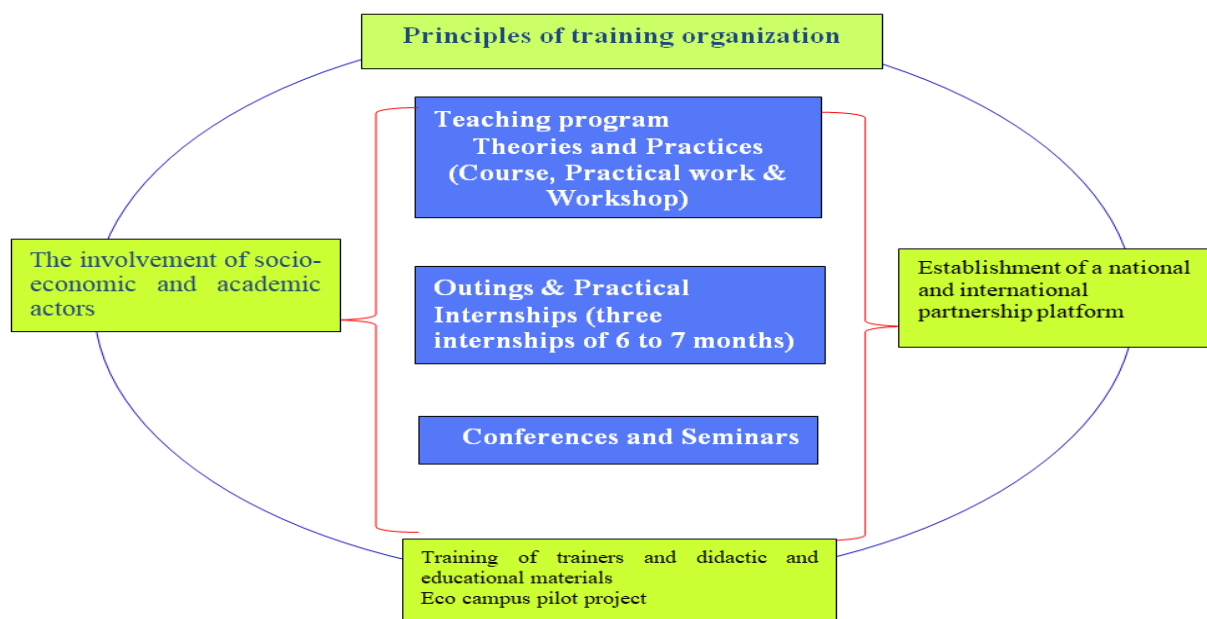 Principles of training organization
Teaching program
Theories and Practices
(Course, Practical work &
Workshop)
The involvement of socio-
economic and academic
actors
Outings & Practical
Internships (three
internships of 6 to 7 months)
Establishment of a national
and international
partnership platform
Conferences and Seminars
Training of trainers and didactic and
educational materials
Eco campus pilot project